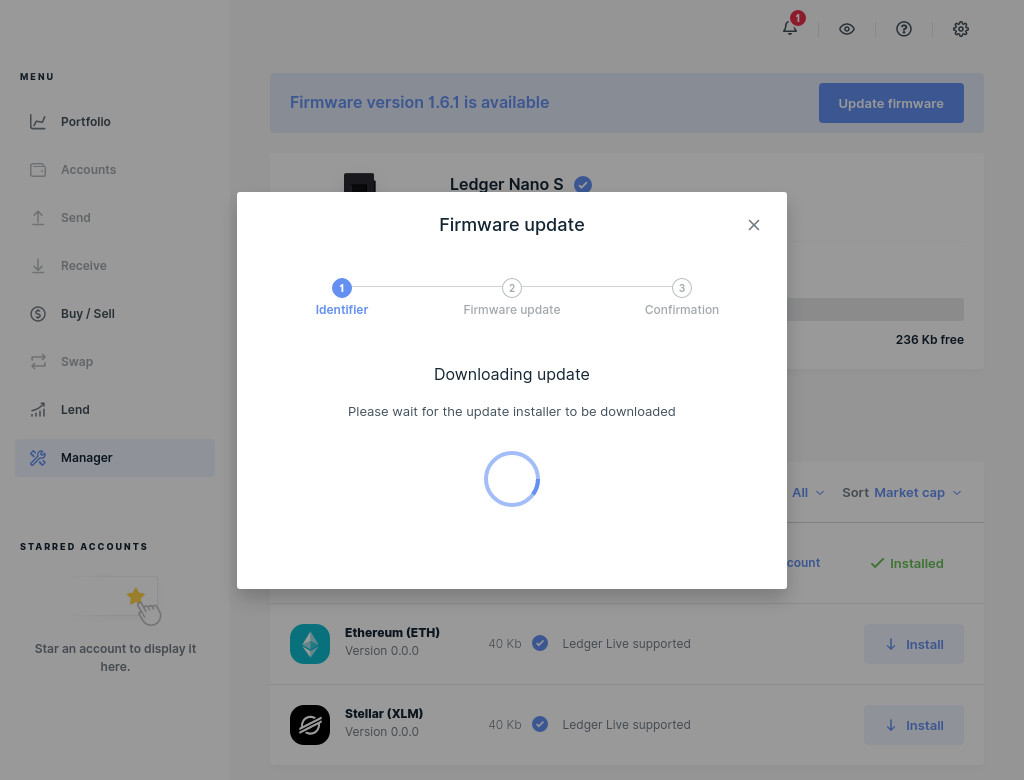 1
MENU
Portfolio
Accounts
Send
Receive
Buy / Sell
Swap
Lend
Manager
STARRED ACCOUNTS
Star an account to display it
here.
Firmware version 1.6.1 is available
Update firmware
Ledger Nano S
236 Kb free
Firmware update
1
2
3
Identifier
Firmware update
Confirmation
Downloading update
Please wait for the update installer to be downloaded
All
Sort Market cap
count
Installed
Ethereum (ETH)
Version 0.0.0
40 Kb
Ledger Live supported
Install
Stellar (XLM)
Version 0.0.0
40 Kb
Ledger Live supported
Install